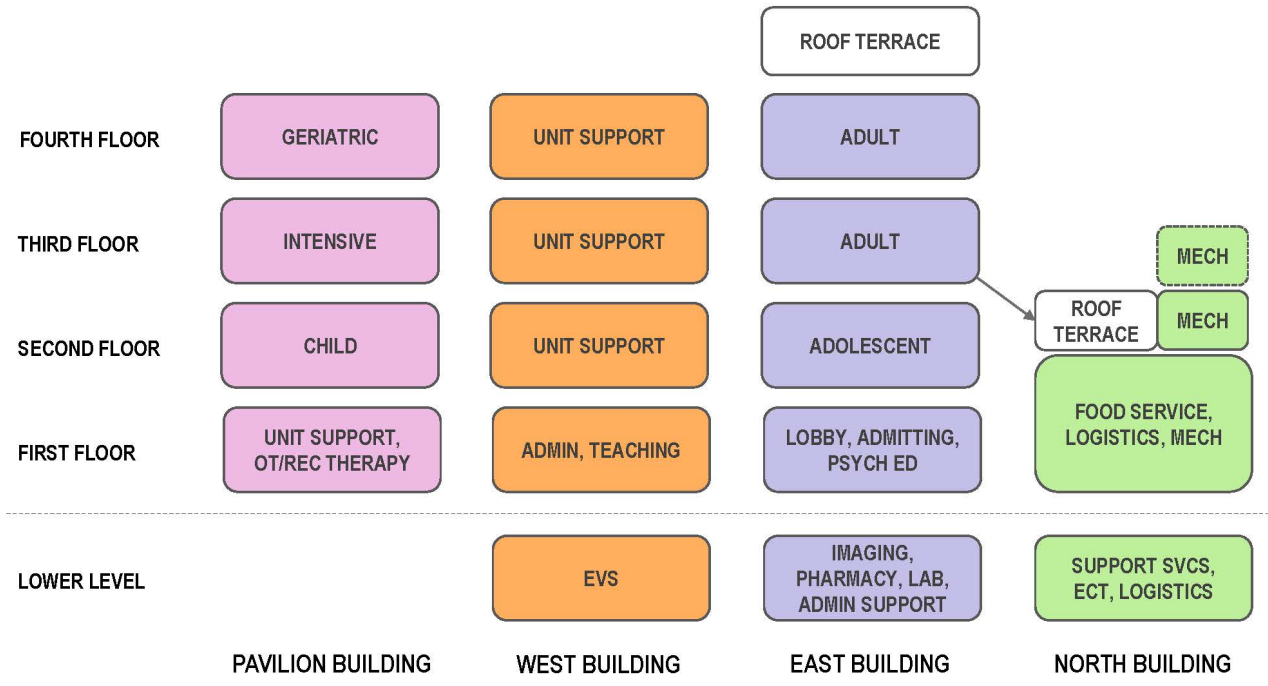 ROOF TERRACE
FOURTH FLOOR
GERIATRIC
UNIT SUPPORT
ADULT
THIRD FLOOR
INTENSIVE
UNIT SUPPORT
ADULT
MECH
ROOF
TERRACE
MECH
SECOND FLOOR
CHILD
UNIT SUPPORT
ADOLESCENT
FIRST FLOOR
UNIT SUPPORT,
OT/REC THERAPY
ADMIN, TEACHING
LOBBY, ADMITTING,
PSYCH ED
FOOD SERVICE,
LOGISTICS, MECH
LOWER LEVEL
EVS
IMAGING,
PHARMACY, LAB,
ADMIN SUPPORT
SUPPORT SVCS,
ECT, LOGISTICS
PAVILION BUILDING
WEST BUILDING
EAST BUILDING
NORTH BUILDING